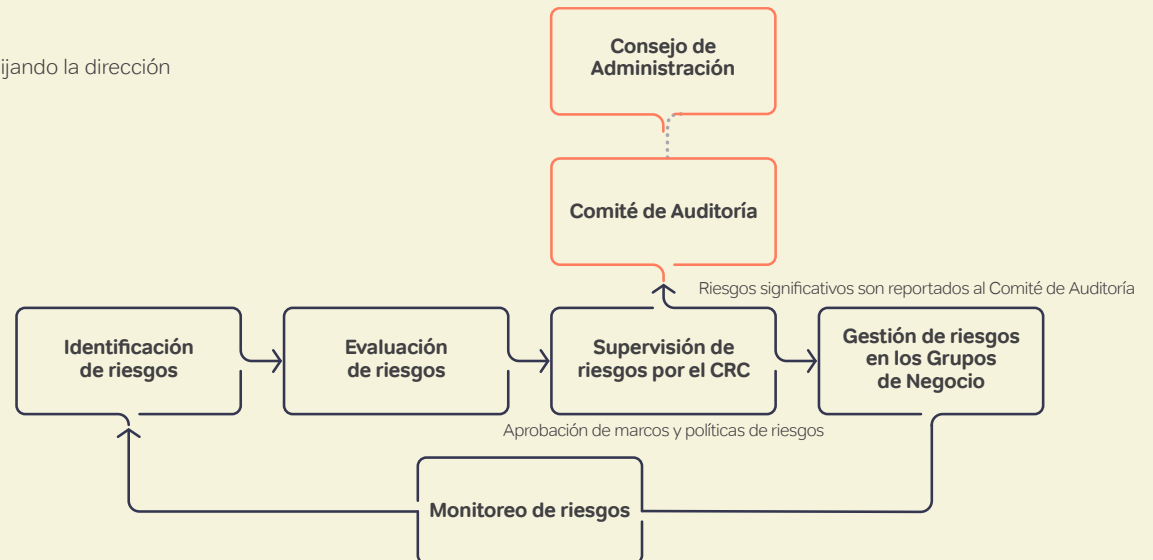 Consejo de
Administración
ijando la dirección
Comité de Auditoría
Riesgos significativos son reportados al Comité de Auditoría
Identificación
de riesgos
Evaluación
de riesgos
Supervisión de
riesgos por el CRC
Gestión de riesgos
en los Grupos
de Negocio
Aprobación de marcos y políticas de riesgos
Monitoreo de riesgos